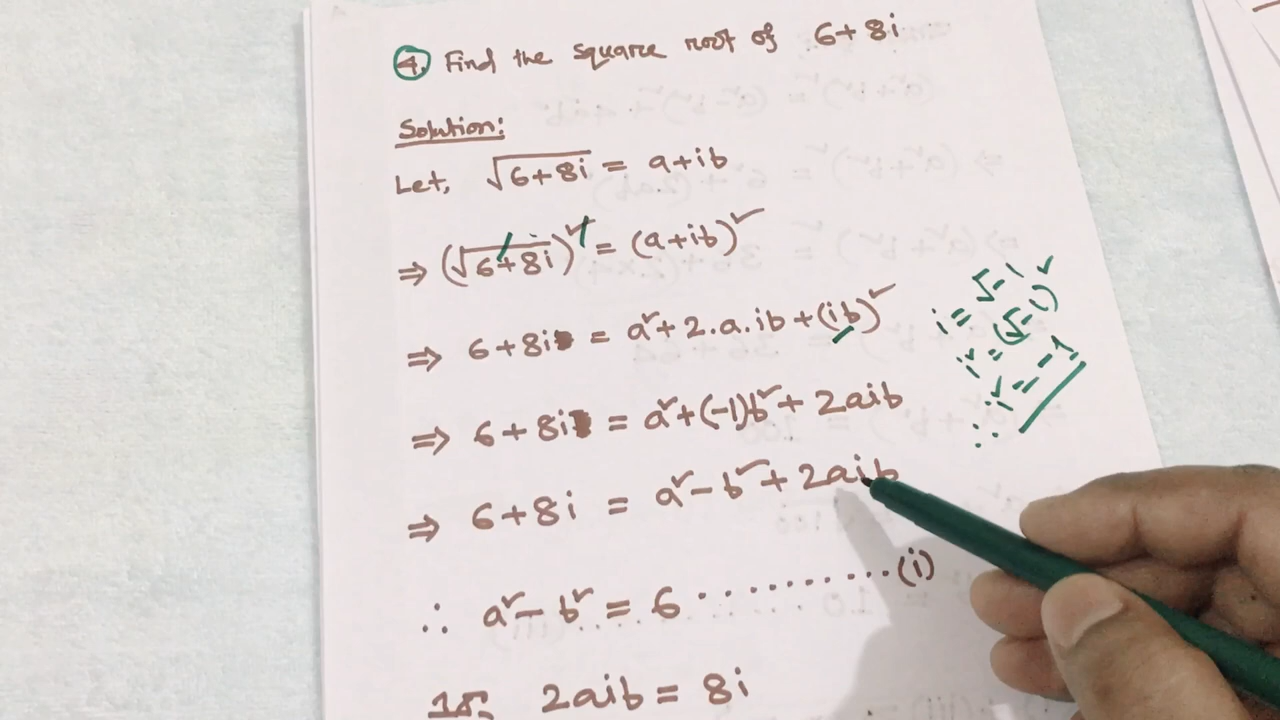 4. Find the square root of 6+8i
Solution:
Let, √6+8i = a+ib
⇒ (√6+8i)² = (a+ib)²
⇒ 6+8i = a²+2.a.ib+(ib)²
⇒ 6+8i = a²+(-1)b²+2aib
⇒ 6+8i = a²-b²+2aib
∴ a²-b² = 6 ..........(i)
2aib = 8i
i = √-1
i² = (√-1)²
∴ i² = -1